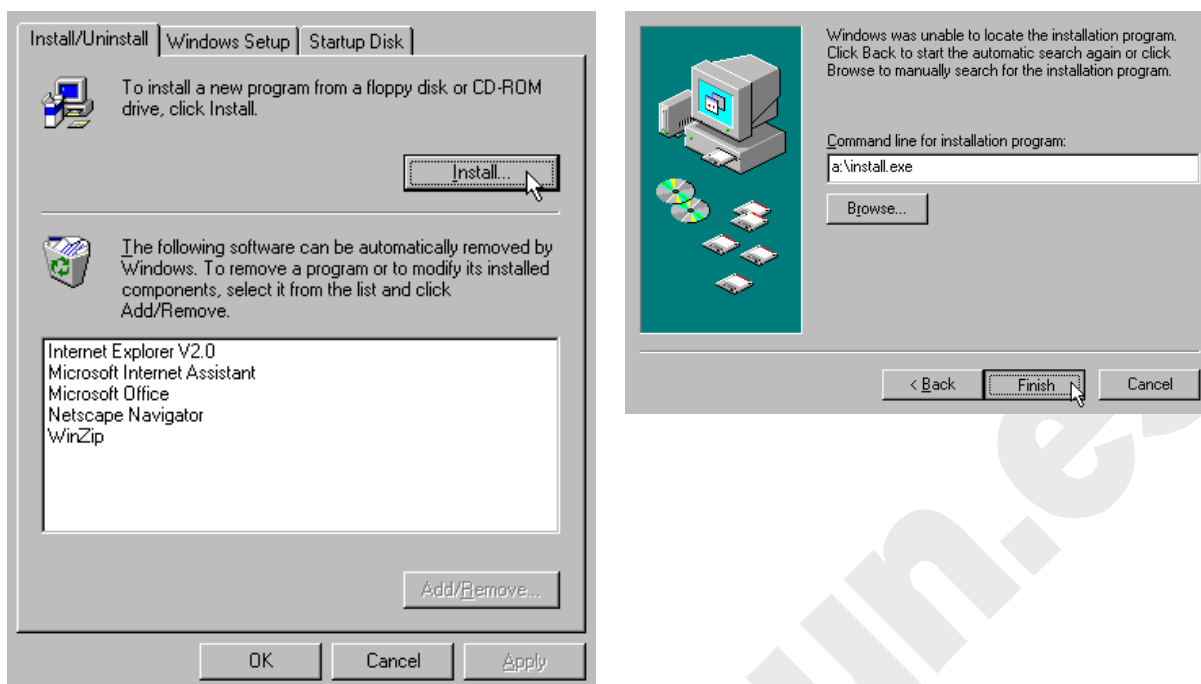 Install/Uninstall Windows Setup Startup Disk
To install a new program from a floppy disk or CD-ROM
drive, click Install.
Install...
The following software can be automatically removed by
Windows. To remove a program or to modify its installed
components, select it from the list and click
Add/Remove.
Internet Explorer V2.0
Microsoft Internet Assistant
Microsoft Office
Netscape Navigator
WinZip
Add/Remove...
OK Cancel Apply
Windows was unable to locate the installation program.
Click Back to start the automatic search again or click
Browse to manually search for the installation program.
Command line for installation program:
a:\install.exe
Browse...
< Back Finish Cancel